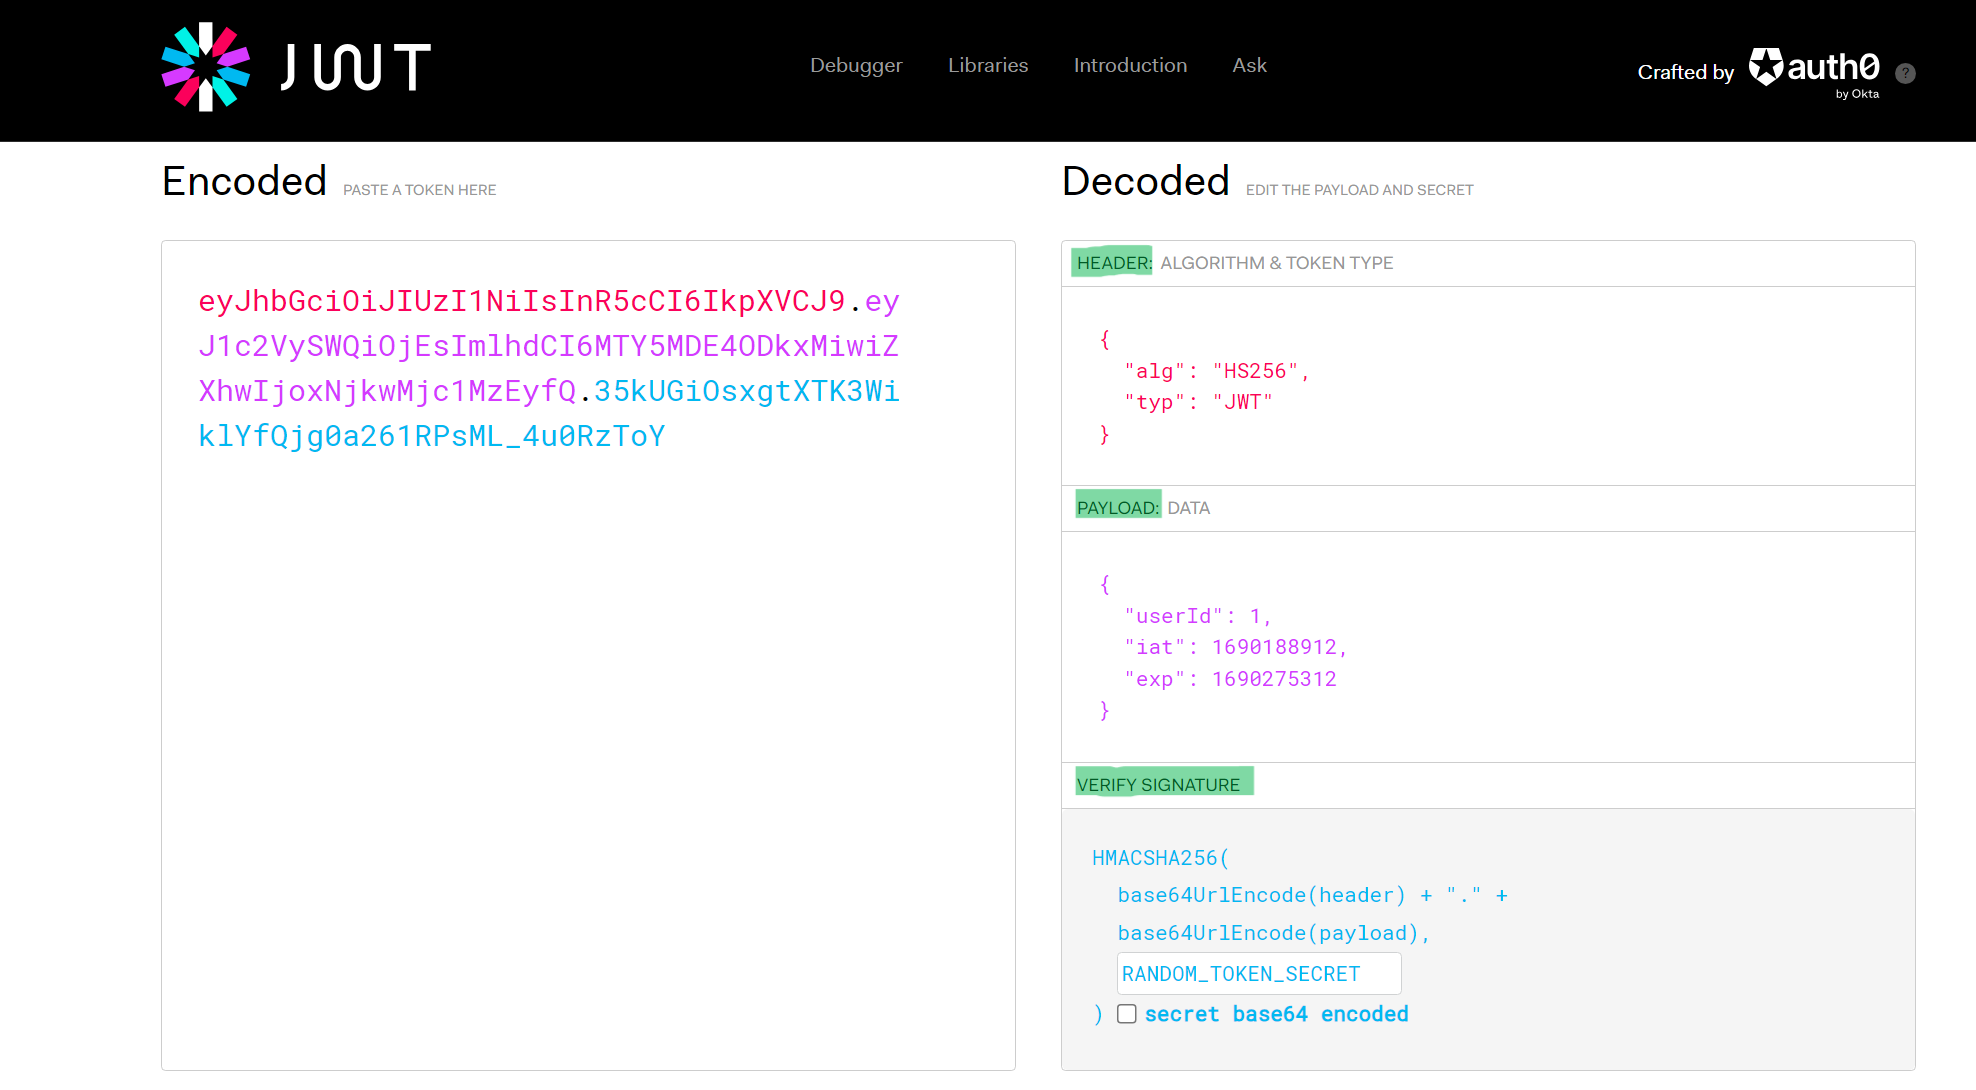 JWT
Debugger Libraries Introduction Ask
Crafted by auth0 ?
by Okta
Encoded PASTE A TOKEN HERE
eyJhbGciOiJIUzI1NiIsInR5cCI6IkpXVCJ9.ey
J1c2VySWQiOjEsImlhdCI6MTY5MDE4ODkxMiwiZ
XhwIjoxNjkwMjc1MzEyfQ.35kUGiOsxgtXTK3Wi
klYfQjg0a261RPsML_4u0RzToY
Decoded EDIT THE PAYLOAD AND SECRET
HEADER: ALGORITHM & TOKEN TYPE
{
"alg": "HS256",
"typ": "JWT"
}
PAYLOAD: DATA
{
"userId": 1,
"iat": 1690188912,
"exp": 1690275312
}
VERIFY SIGNATURE
HMACSHA256(
base64UrlEncode(header) + "." +
base64UrlEncode(payload),
RANDOM_TOKEN_SECRET
) secret base64 encoded